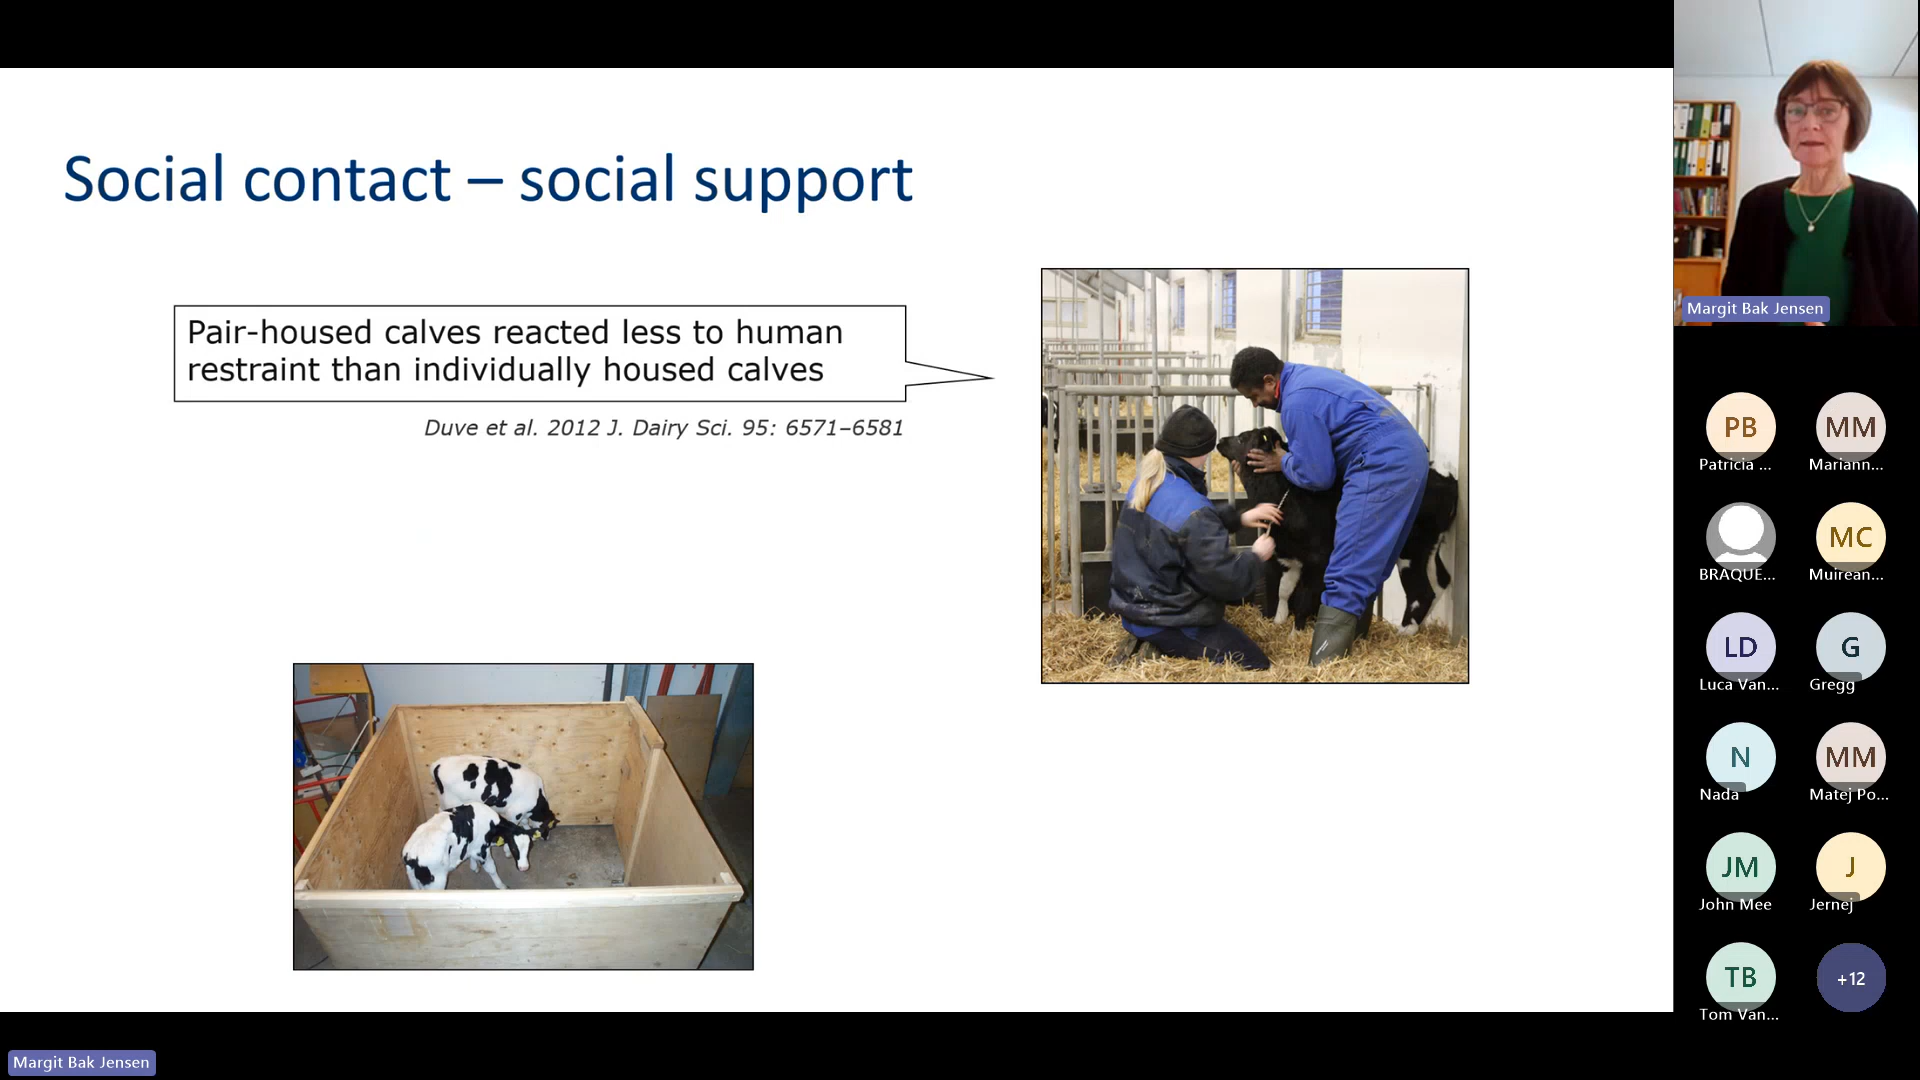 Social contact – social support
Pair-housed calves reacted less to human
restraint than individually housed calves
Duve et al. 2012 J. Dairy Sci. 95: 6571–6581
Margit Bak Jensen
PB
Patricia ...
MM
Mariann...
BRAQUE...
MC
Muirean...
LD
Luca Van...
G
Gregg
N
Nada
MM
Matej Po...
JM
John Mee
J
Jernej
TB
Tom Van...
+12
Margit Bak Jensen